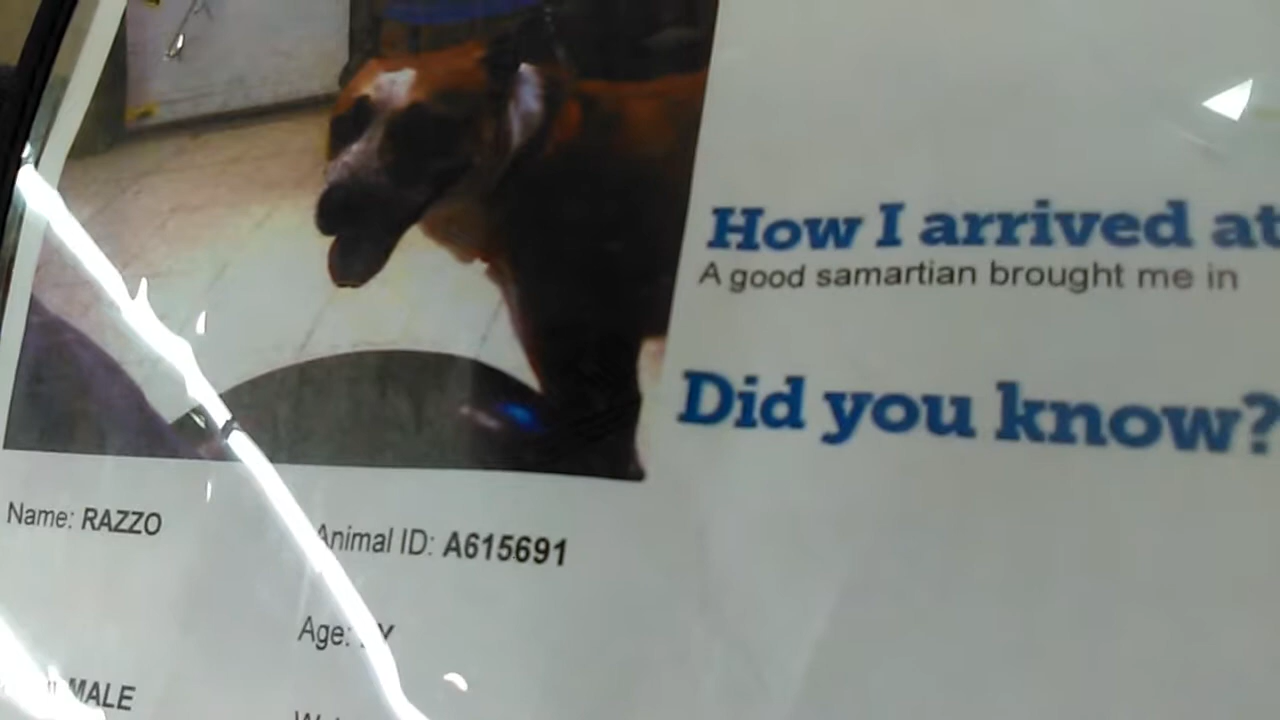 How I arrived at
A good samartian brought me in
Did you know?
Name: RAZZO
Animal ID: A615691
Age: Y
MALE